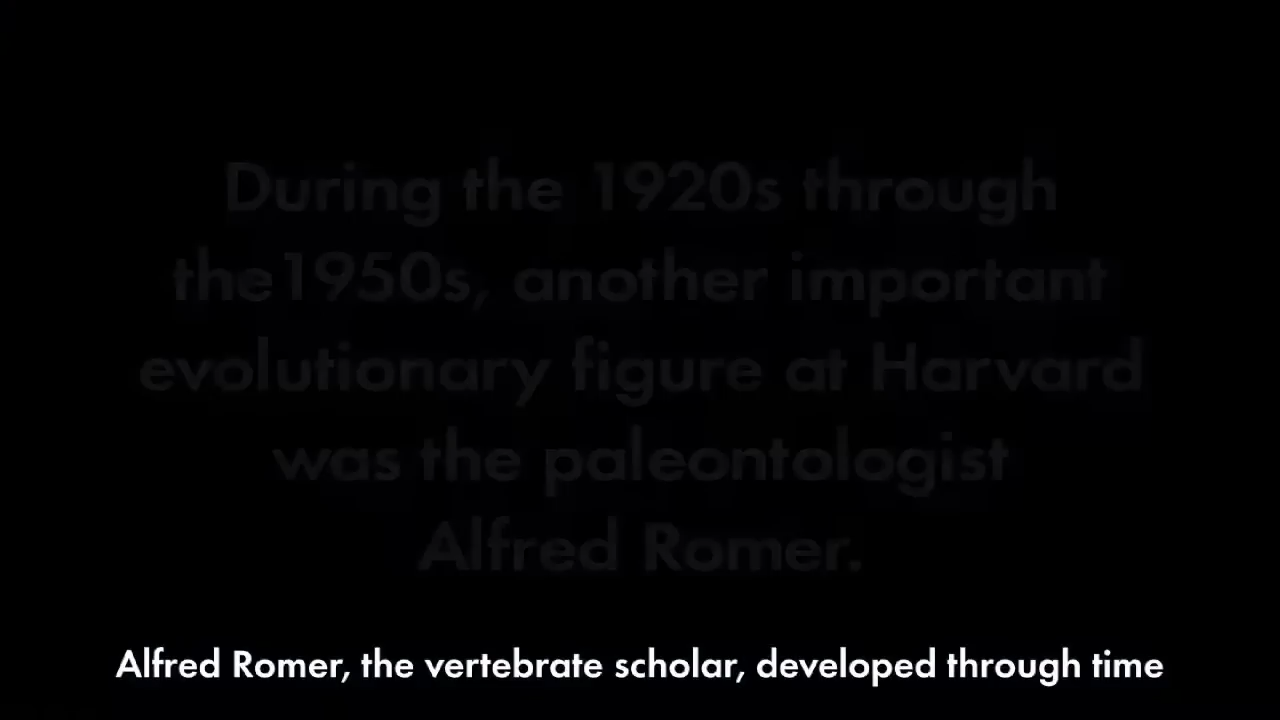 During the 1920s through
the1950s, another important
evolutionary figure at Harvard
was the paleontologist
Alfred Romer.
Alfred Romer, the vertebrate scholar, developed through time